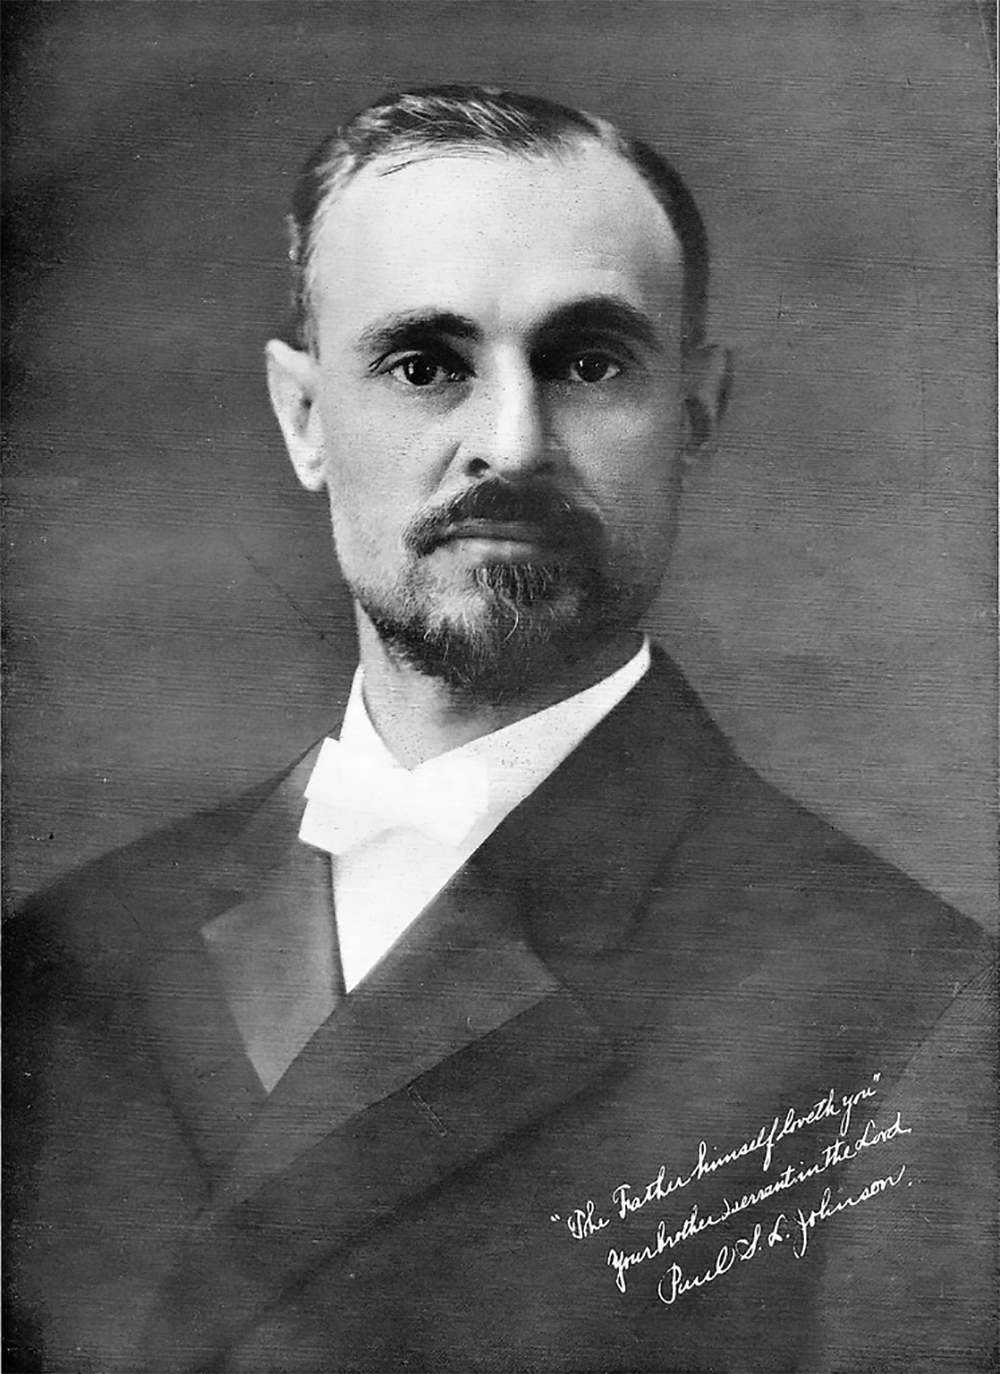 "The Father himself loveth you"
Your brother & servant in the Lord,
Paul S. L. Johnson.